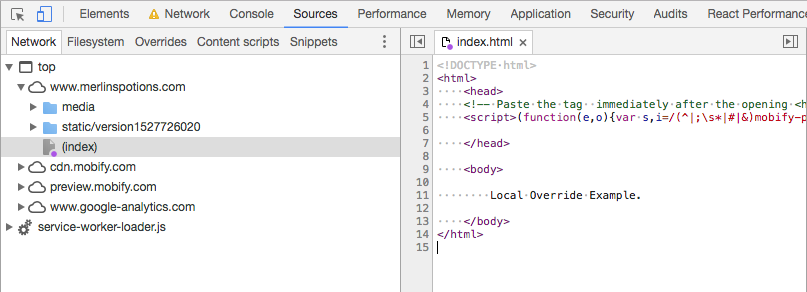 Elements Network Sources Performance Memory Application Security Audits React Performance
Network Filesystem Overrides Content scripts Snippets
index.html
top
www.merlinspotions.com
media
static/version1527726020
(index)
cdn.mobify.com
preview.mobify.com
www.google-analytics.com
service-worker-loader.js
1 <!DOCTYPE·html>
2 <html>
3 ····<head>
4 ····<!--·Paste·the·tag··immediately·after·the·opening·<h
5 ····<script>(function(e,o){var·s,i=/(^|;\s*|#|&)mobify-p
6
7 ····</head>
8
9 ····<body>
10
11 ········Local·Override·Example.
12
13 ····</body>
14 </html>
15